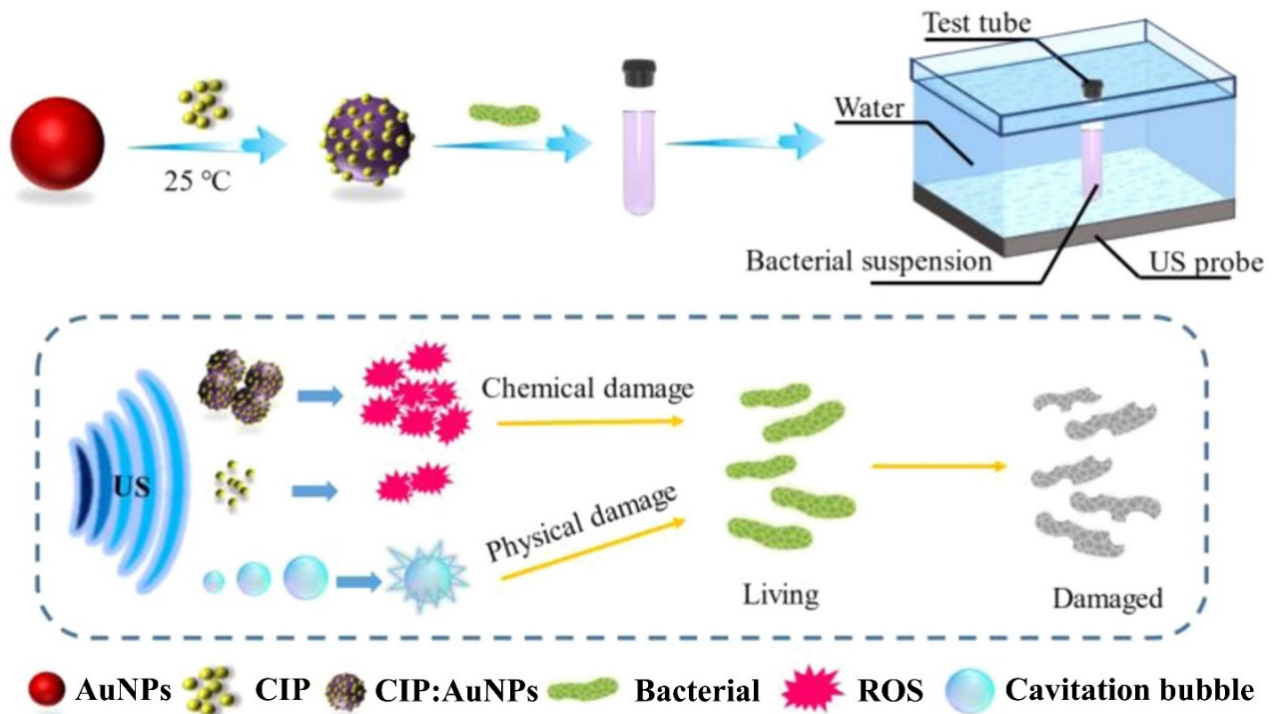 Test tube
Water
25 °C
Bacterial suspension
US probe
US
Chemical damage
Physical damage
Living
Damaged
AuNPs
CIP
CIP:AuNPs
Bacterial
ROS
Cavitation bubble